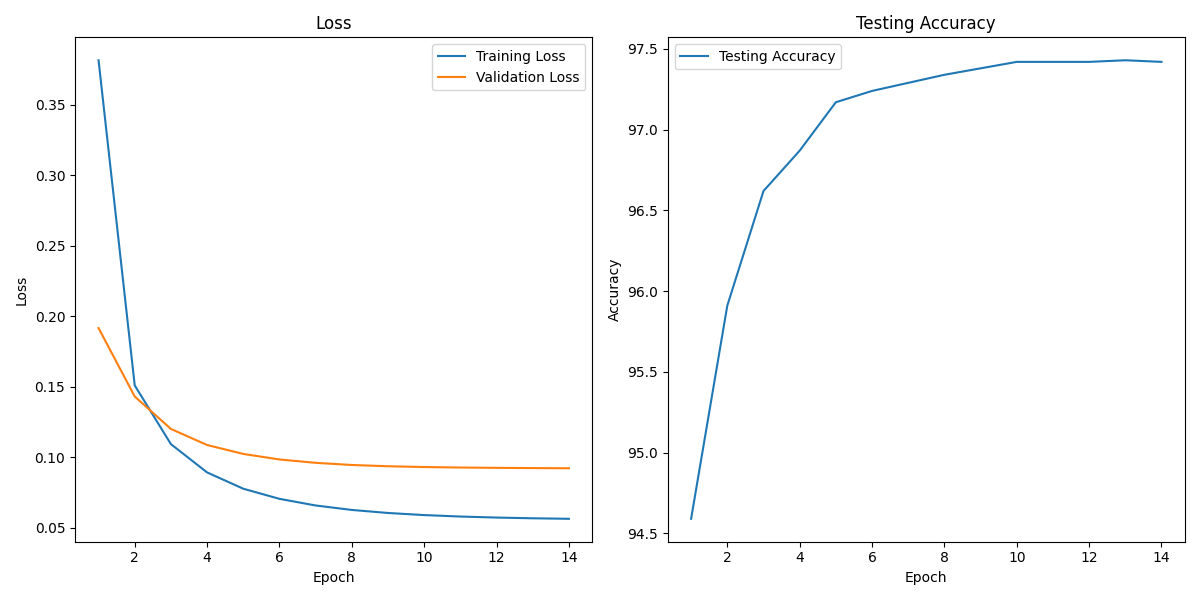 Loss
Training Loss
Validation Loss
0.35
0.30
0.25
0.20
0.15
0.10
0.05
Loss
2 4 6 8 10 12 14
Epoch
Testing Accuracy
Testing Accuracy
97.5
97.0
96.5
96.0
95.5
95.0
94.5
Accuracy
2 4 6 8 10 12 14
Epoch